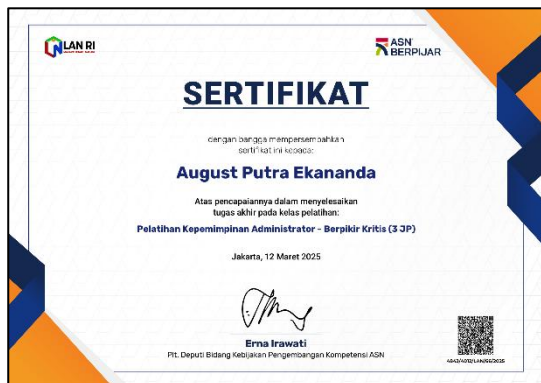 LAN RI
ASN
BERPIJAR
SERTIFIKAT
dengan bangga mempersembahkan
sertifikat ini kepada:
August Putra Ekananda
Atas pencapaiannya dalam menyelesaikan
tugas akhir pada kelas pelatihan:
Pelatihan Kepemimpinan Administrator - Berpikir Kritis (3 JP)
Jakarta, 12 Maret 2025
Erna Irawati
Plt. Deputi Bidang Kebijakan Pengembangan Kompetensi ASN